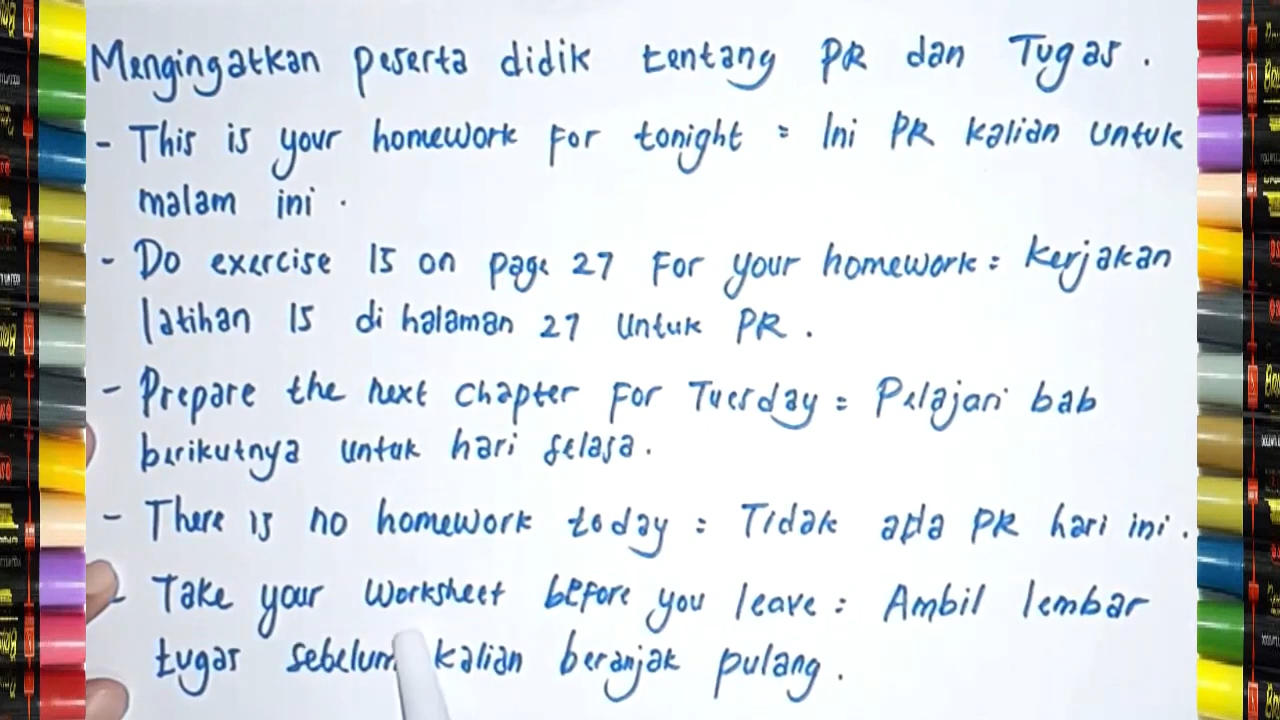 Mengingatkan peserta didik tentang PR dan Tugas.
- This is your homework for tonight = Ini PR kalian untuk
malam ini.
- Do exercise 15 on page 27 for your homework = Kerjakan
latihan 15 di halaman 27 untuk PR.
- Prepare the next chapter for Tuesday = Pelajari bab
berikutnya untuk hari selasa.
- There is no homework today = Tidak ada PR hari ini.
- Take your worksheet before you leave = Ambil lembar
tugas sebelum kalian beranjak pulang.